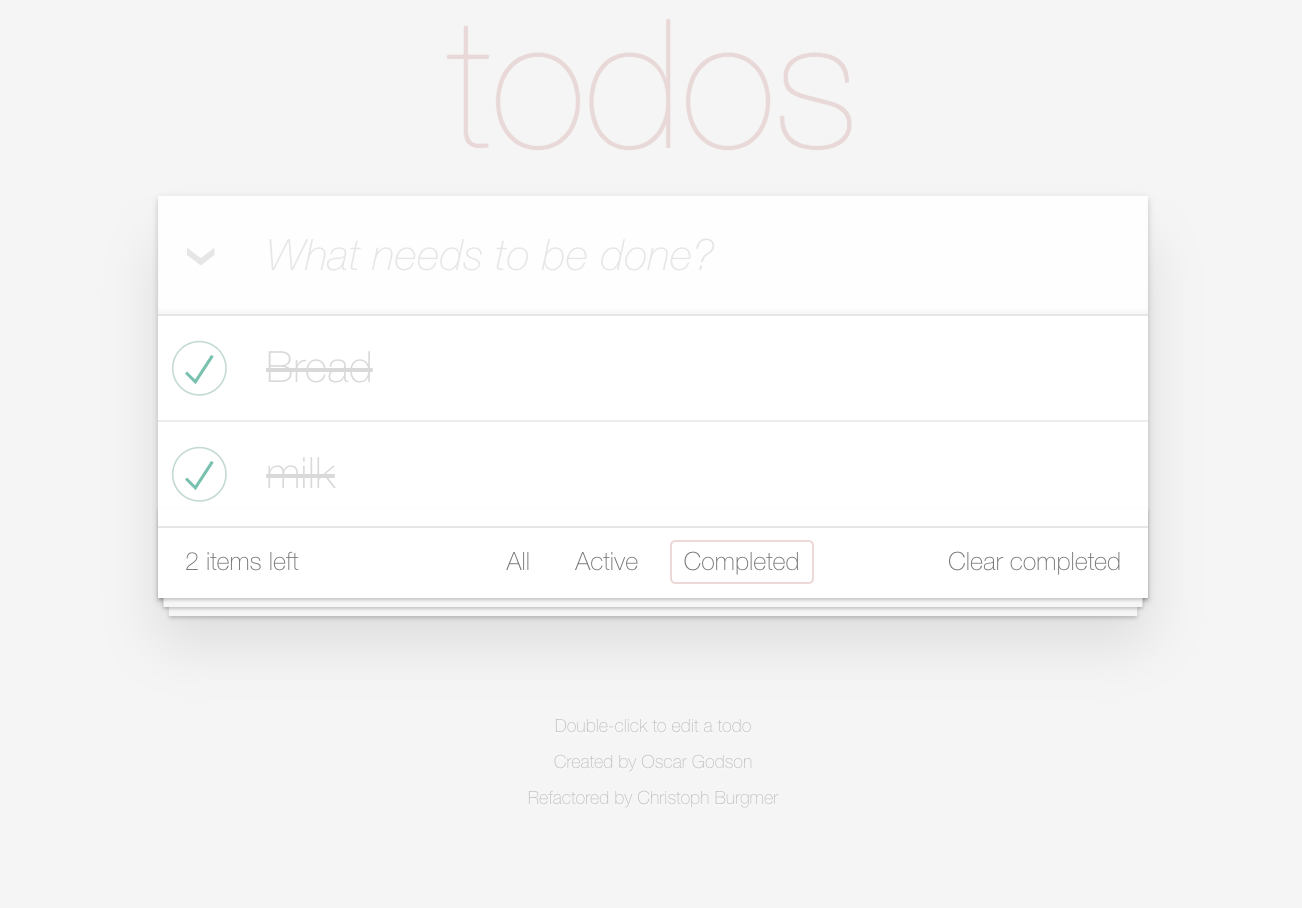 todos
What needs to be done?
Bread
milk
2 items left All Active Completed Clear completed
Double-click to edit a todo
Created by Oscar Godson
Refactored by Christoph Burgmer